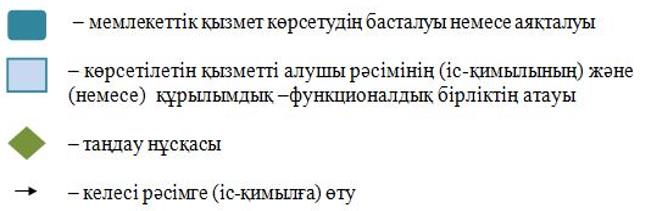 – мемлекеттік қызмет көрсетудің басталуы немесе аяқталуы
– көрсетілетін қызметті алушы рәсімінің (іс-қимылының) және
(немесе) құрылымдық –функционалдық бірліктің атауы
– таңдау нұсқасы
– келесі рәсімге (іс-қимылға) өту